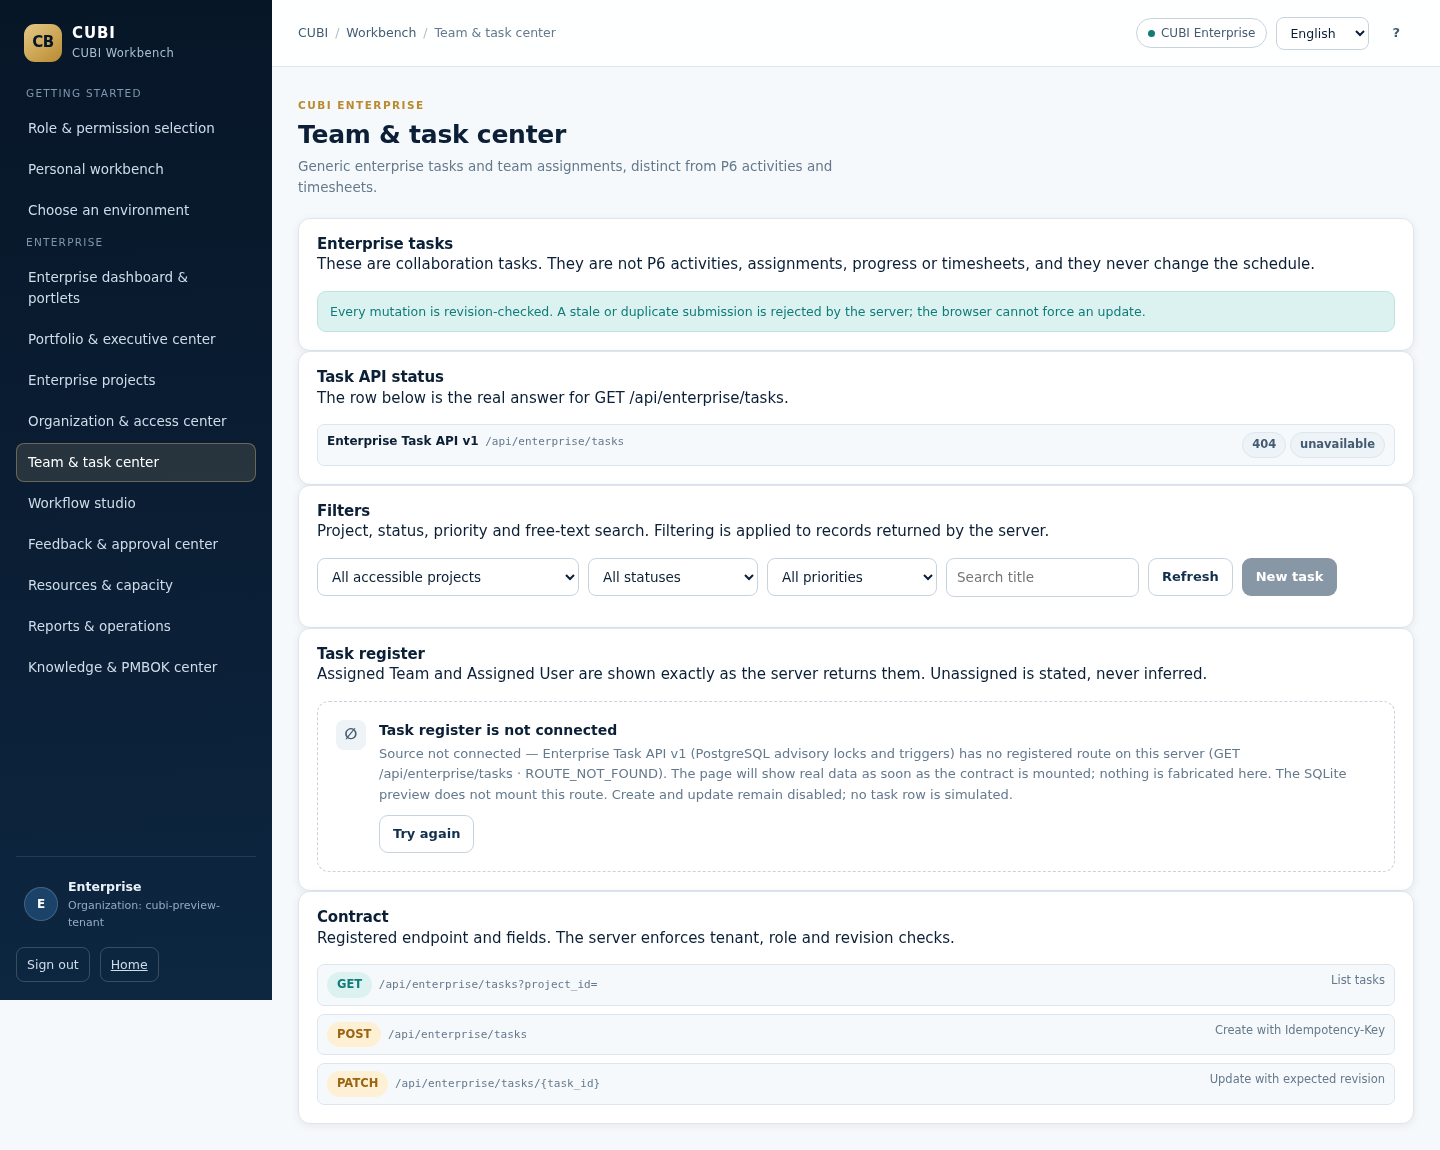 CB
CUBI
CUBI Workbench
GETTING STARTED
Role & permission selection
Personal workbench
Choose an environment
ENTERPRISE
Enterprise dashboard &
portlets
Portfolio & executive center
Enterprise projects
Organization & access center
Team & task center
Workflow studio
Feedback & approval center
Resources & capacity
Reports & operations
Knowledge & PMBOK center
E
Enterprise
Organization: cubi-preview-
tenant
Sign out
Home
CUBI / Workbench / Team & task center
CUBI Enterprise
English
?
CUBI ENTERPRISE
Team & task center
Generic enterprise tasks and team assignments, distinct from P6 activities and
timesheets.
Enterprise tasks
These are collaboration tasks. They are not P6 activities, assignments, progress or timesheets, and they never change the schedule.
Every mutation is revision-checked. A stale or duplicate submission is rejected by the server; the browser cannot force an update.
Task API status
The row below is the real answer for GET /api/enterprise/tasks.
Enterprise Task API v1 /api/enterprise/tasks
404
unavailable
Filters
Project, status, priority and free-text search. Filtering is applied to records returned by the server.
All accessible projects
All statuses
All priorities
Search title
Refresh
New task
Task register
Assigned Team and Assigned User are shown exactly as the server returns them. Unassigned is stated, never inferred.
∅
Task register is not connected
Source not connected — Enterprise Task API v1 (PostgreSQL advisory locks and triggers) has no registered route on this server (GET
/api/enterprise/tasks · ROUTE_NOT_FOUND). The page will show real data as soon as the contract is mounted; nothing is fabricated here. The SQLite
preview does not mount this route. Create and update remain disabled; no task row is simulated.
Try again
Contract
Registered endpoint and fields. The server enforces tenant, role and revision checks.
GET /api/enterprise/tasks?project_id=
List tasks
POST /api/enterprise/tasks
Create with Idempotency-Key
PATCH /api/enterprise/tasks/{task_id}
Update with expected revision